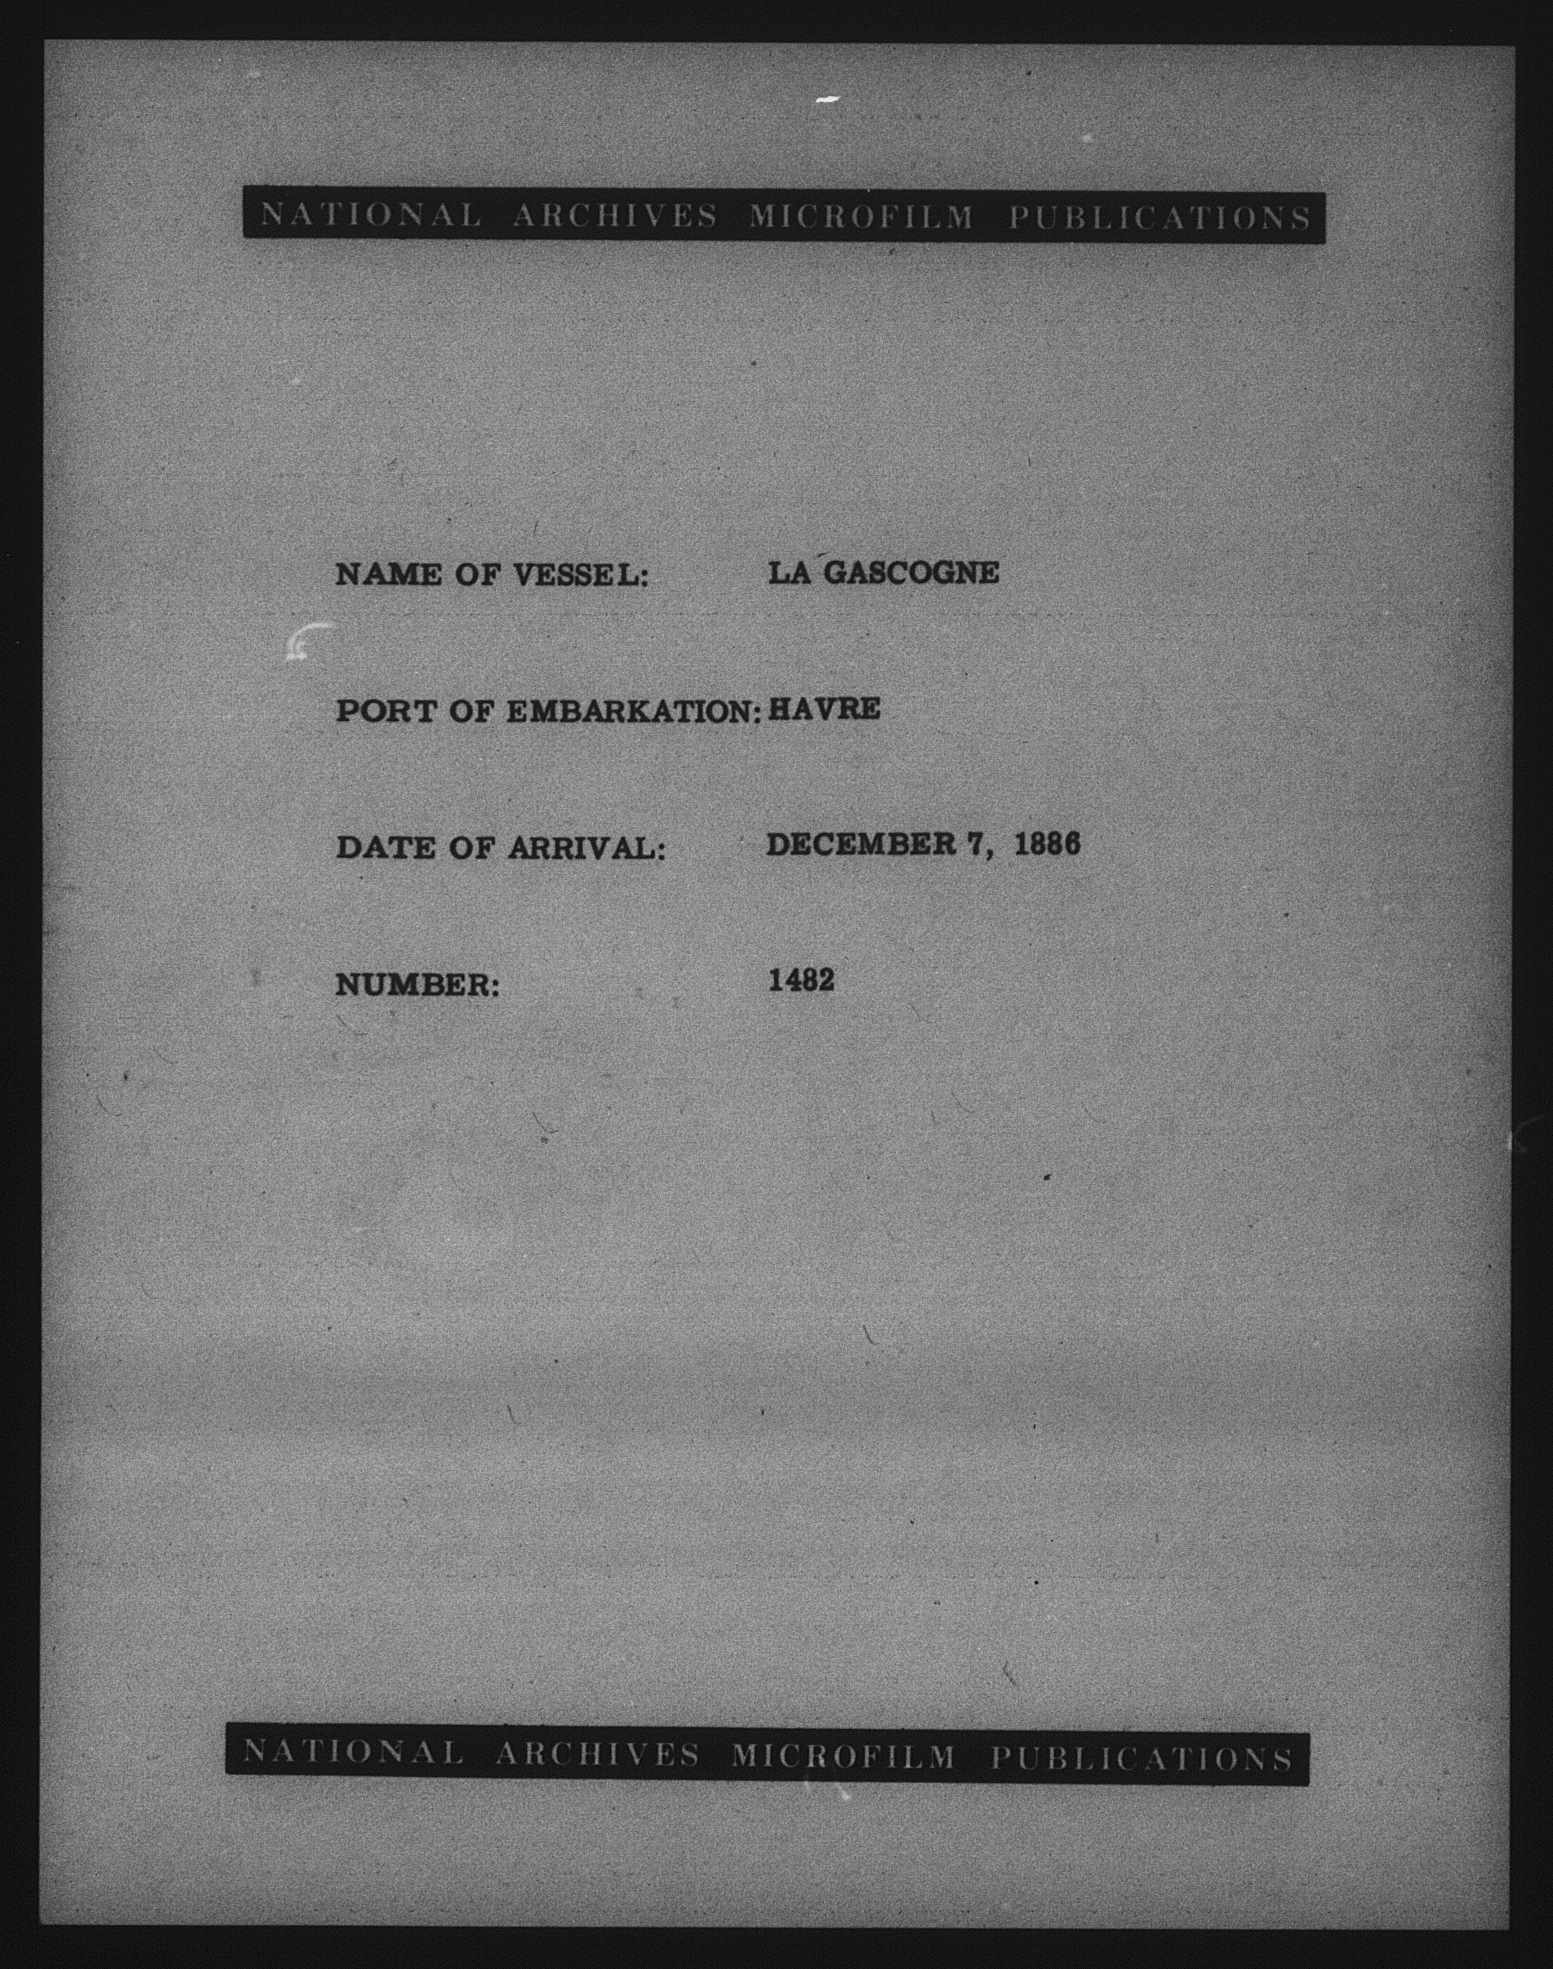 NATIONAL ARCHIVES MICROFILM PUBLICATIONS
NAME OF VESSEL: LA GASCOGNE
PORT OF EMBARKATION: HAVRE
DATE OF ARRIVAL: DECEMBER 7, 1886
NUMBER: 1482
NATIONAL ARCHIVES MICROFILM PUBLICATIONS